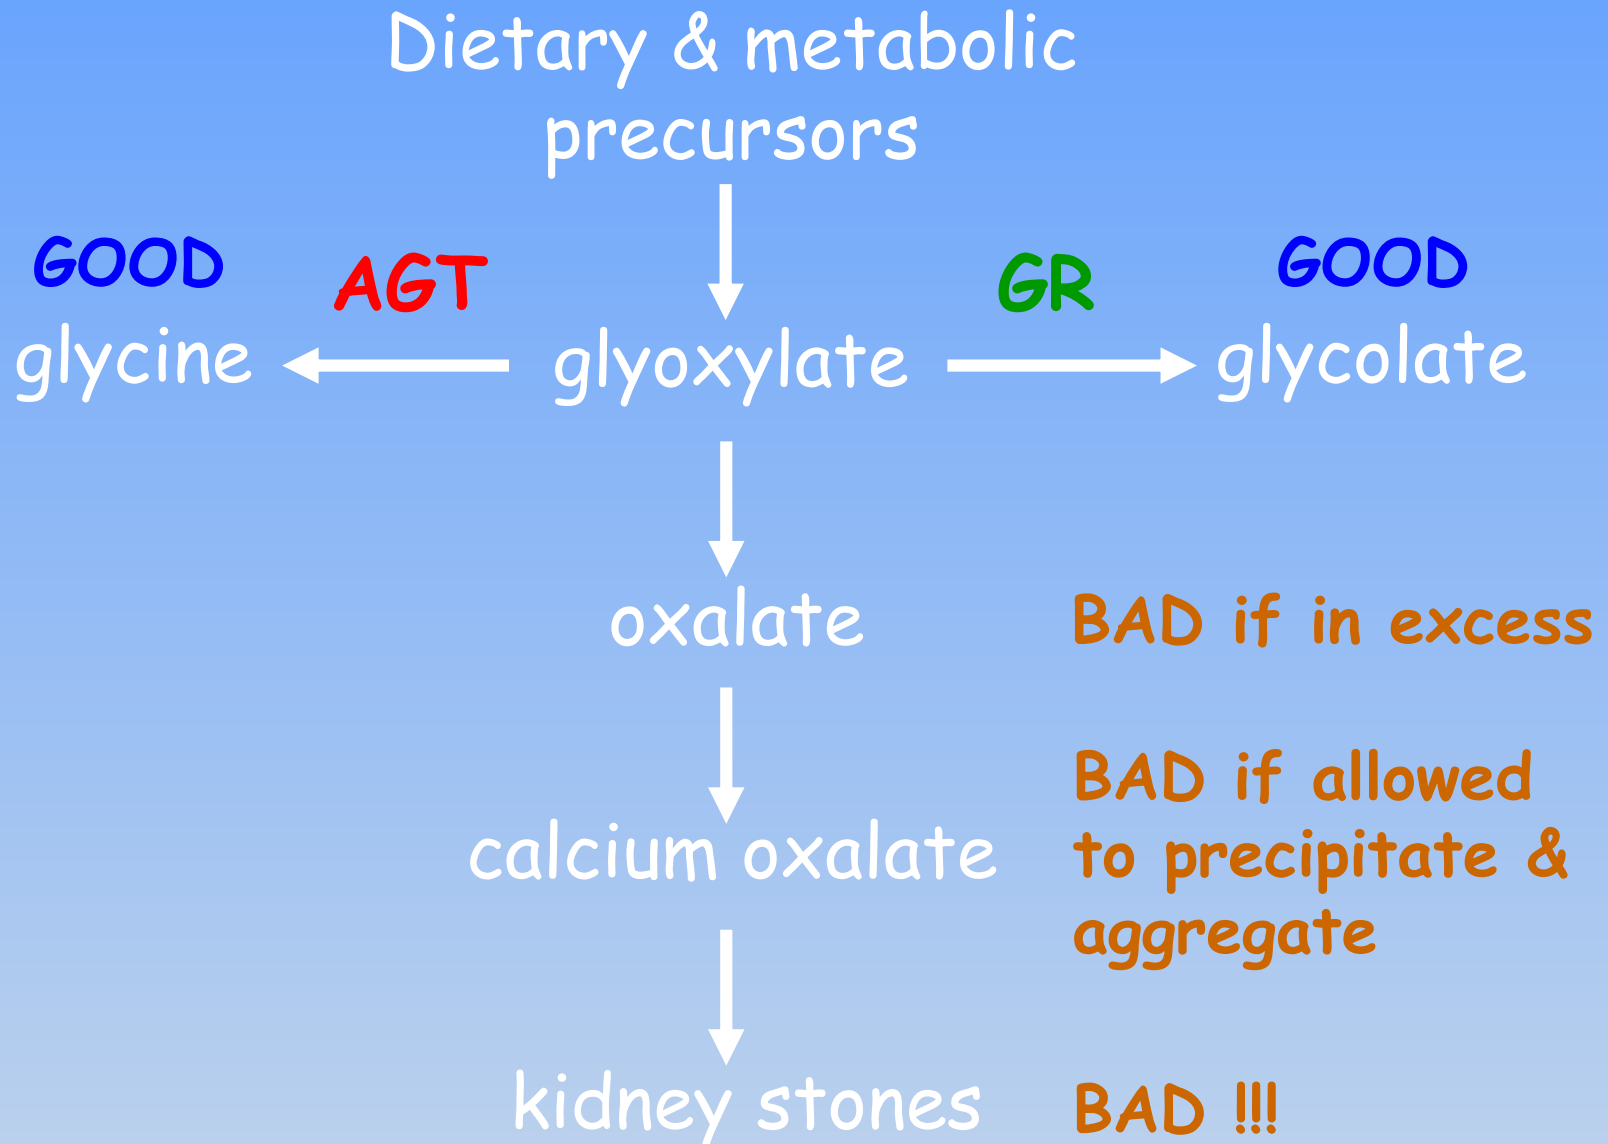 Dietary & metabolic
precursors
GOOD
AGT
GR
GOOD
glycine
glyoxylate
glycolate
oxalate
BAD if in excess
calcium oxalate
BAD if allowed
to precipitate &
aggregate
kidney stones
BAD !!!